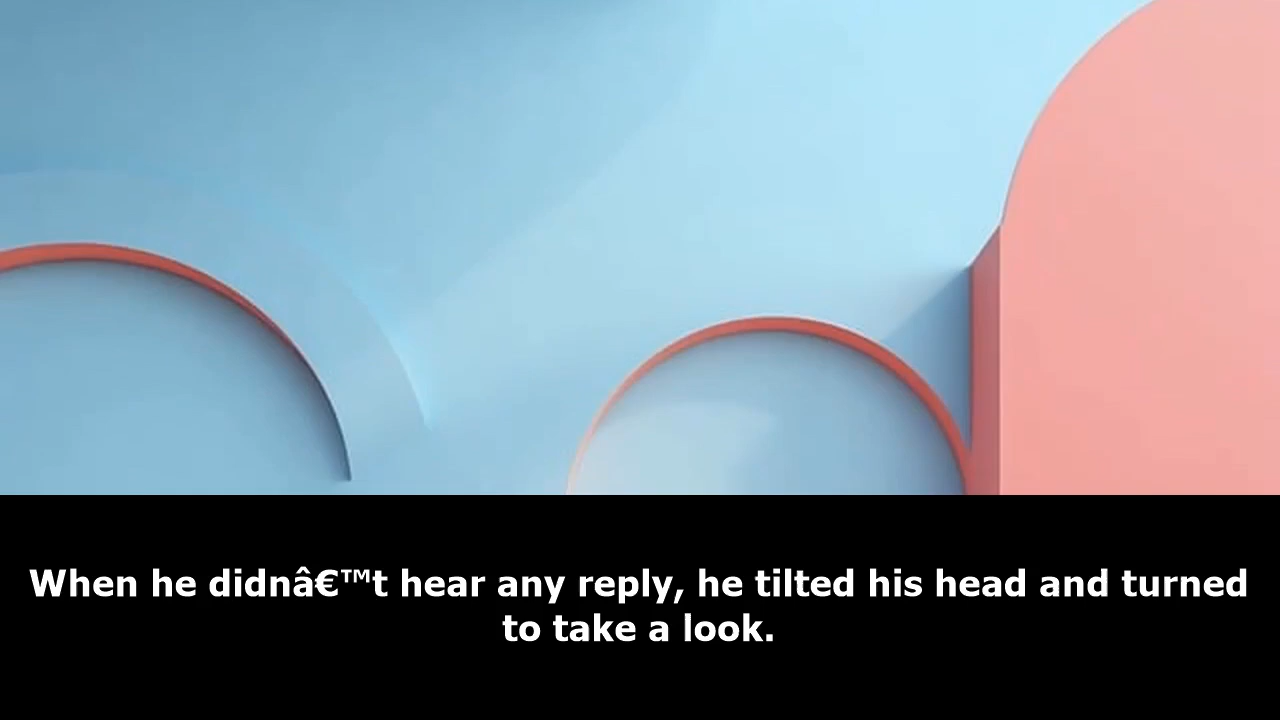 When he didnâ€™t hear any reply, he tilted his head and turned
to take a look.